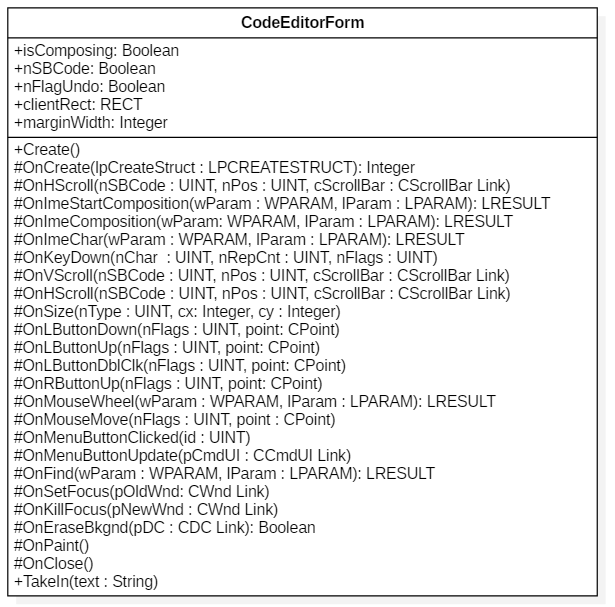 CodeEditorForm
+isComposing: Boolean
+nSBCode: Boolean
+nFlagUndo: Boolean
+clientRect: RECT
+marginWidth: Integer
+Create()
#OnCreate(lpCreateStruct : LPCREATESTRUCT): Integer
#OnHScroll(nSBCode : UINT, nPos : UINT, cScrollBar : CScrollBar Link)
#OnImeStartComposition(wParam : WPARAM, lParam : LPARAM): LRESULT
#OnImeComposition(wParam: WPARAM, lParam : LPARAM): LRESULT
#OnImeChar(wParam : WPARAM, lParam : LPARAM): LRESULT
#OnKeyDown(nChar  : UINT, nRepCnt : UINT, nFlags : UINT)
#OnVScroll(nSBCode : UINT, nPos : UINT, cScrollBar : CScrollBar Link)
#OnHScroll(nSBCode : UINT, nPos : UINT, cScrollBar : CScrollBar Link)
#OnSize(nType : UINT, cx: Integer, cy : Integer)
#OnLButtonDown(nFlags : UINT, point: CPoint)
#OnLButtonUp(nFlags : UINT, point: CPoint)
#OnLButtonDblClk(nFlags : UINT, point: CPoint)
#OnRButtonUp(nFlags : UINT, point: CPoint)
#OnMouseWheel(wParam : WPARAM, lParam : LPARAM): LRESULT
#OnMouseMove(nFlags : UINT, point : CPoint)
#OnMenuButtonClicked(id : UINT)
#OnMenuButtonUpdate(pCmdUI : CCmdUI Link)
#OnFind(wParam : WPARAM, lParam : LPARAM): LRESULT
#OnSetFocus(pOldWnd: CWnd Link)
#OnKillFocus(pNewWnd : CWnd Link)
#OnEraseBkgnd(pDC : CDC Link): Boolean
#OnPaint()
#OnClose()
+TakeIn(text : String)